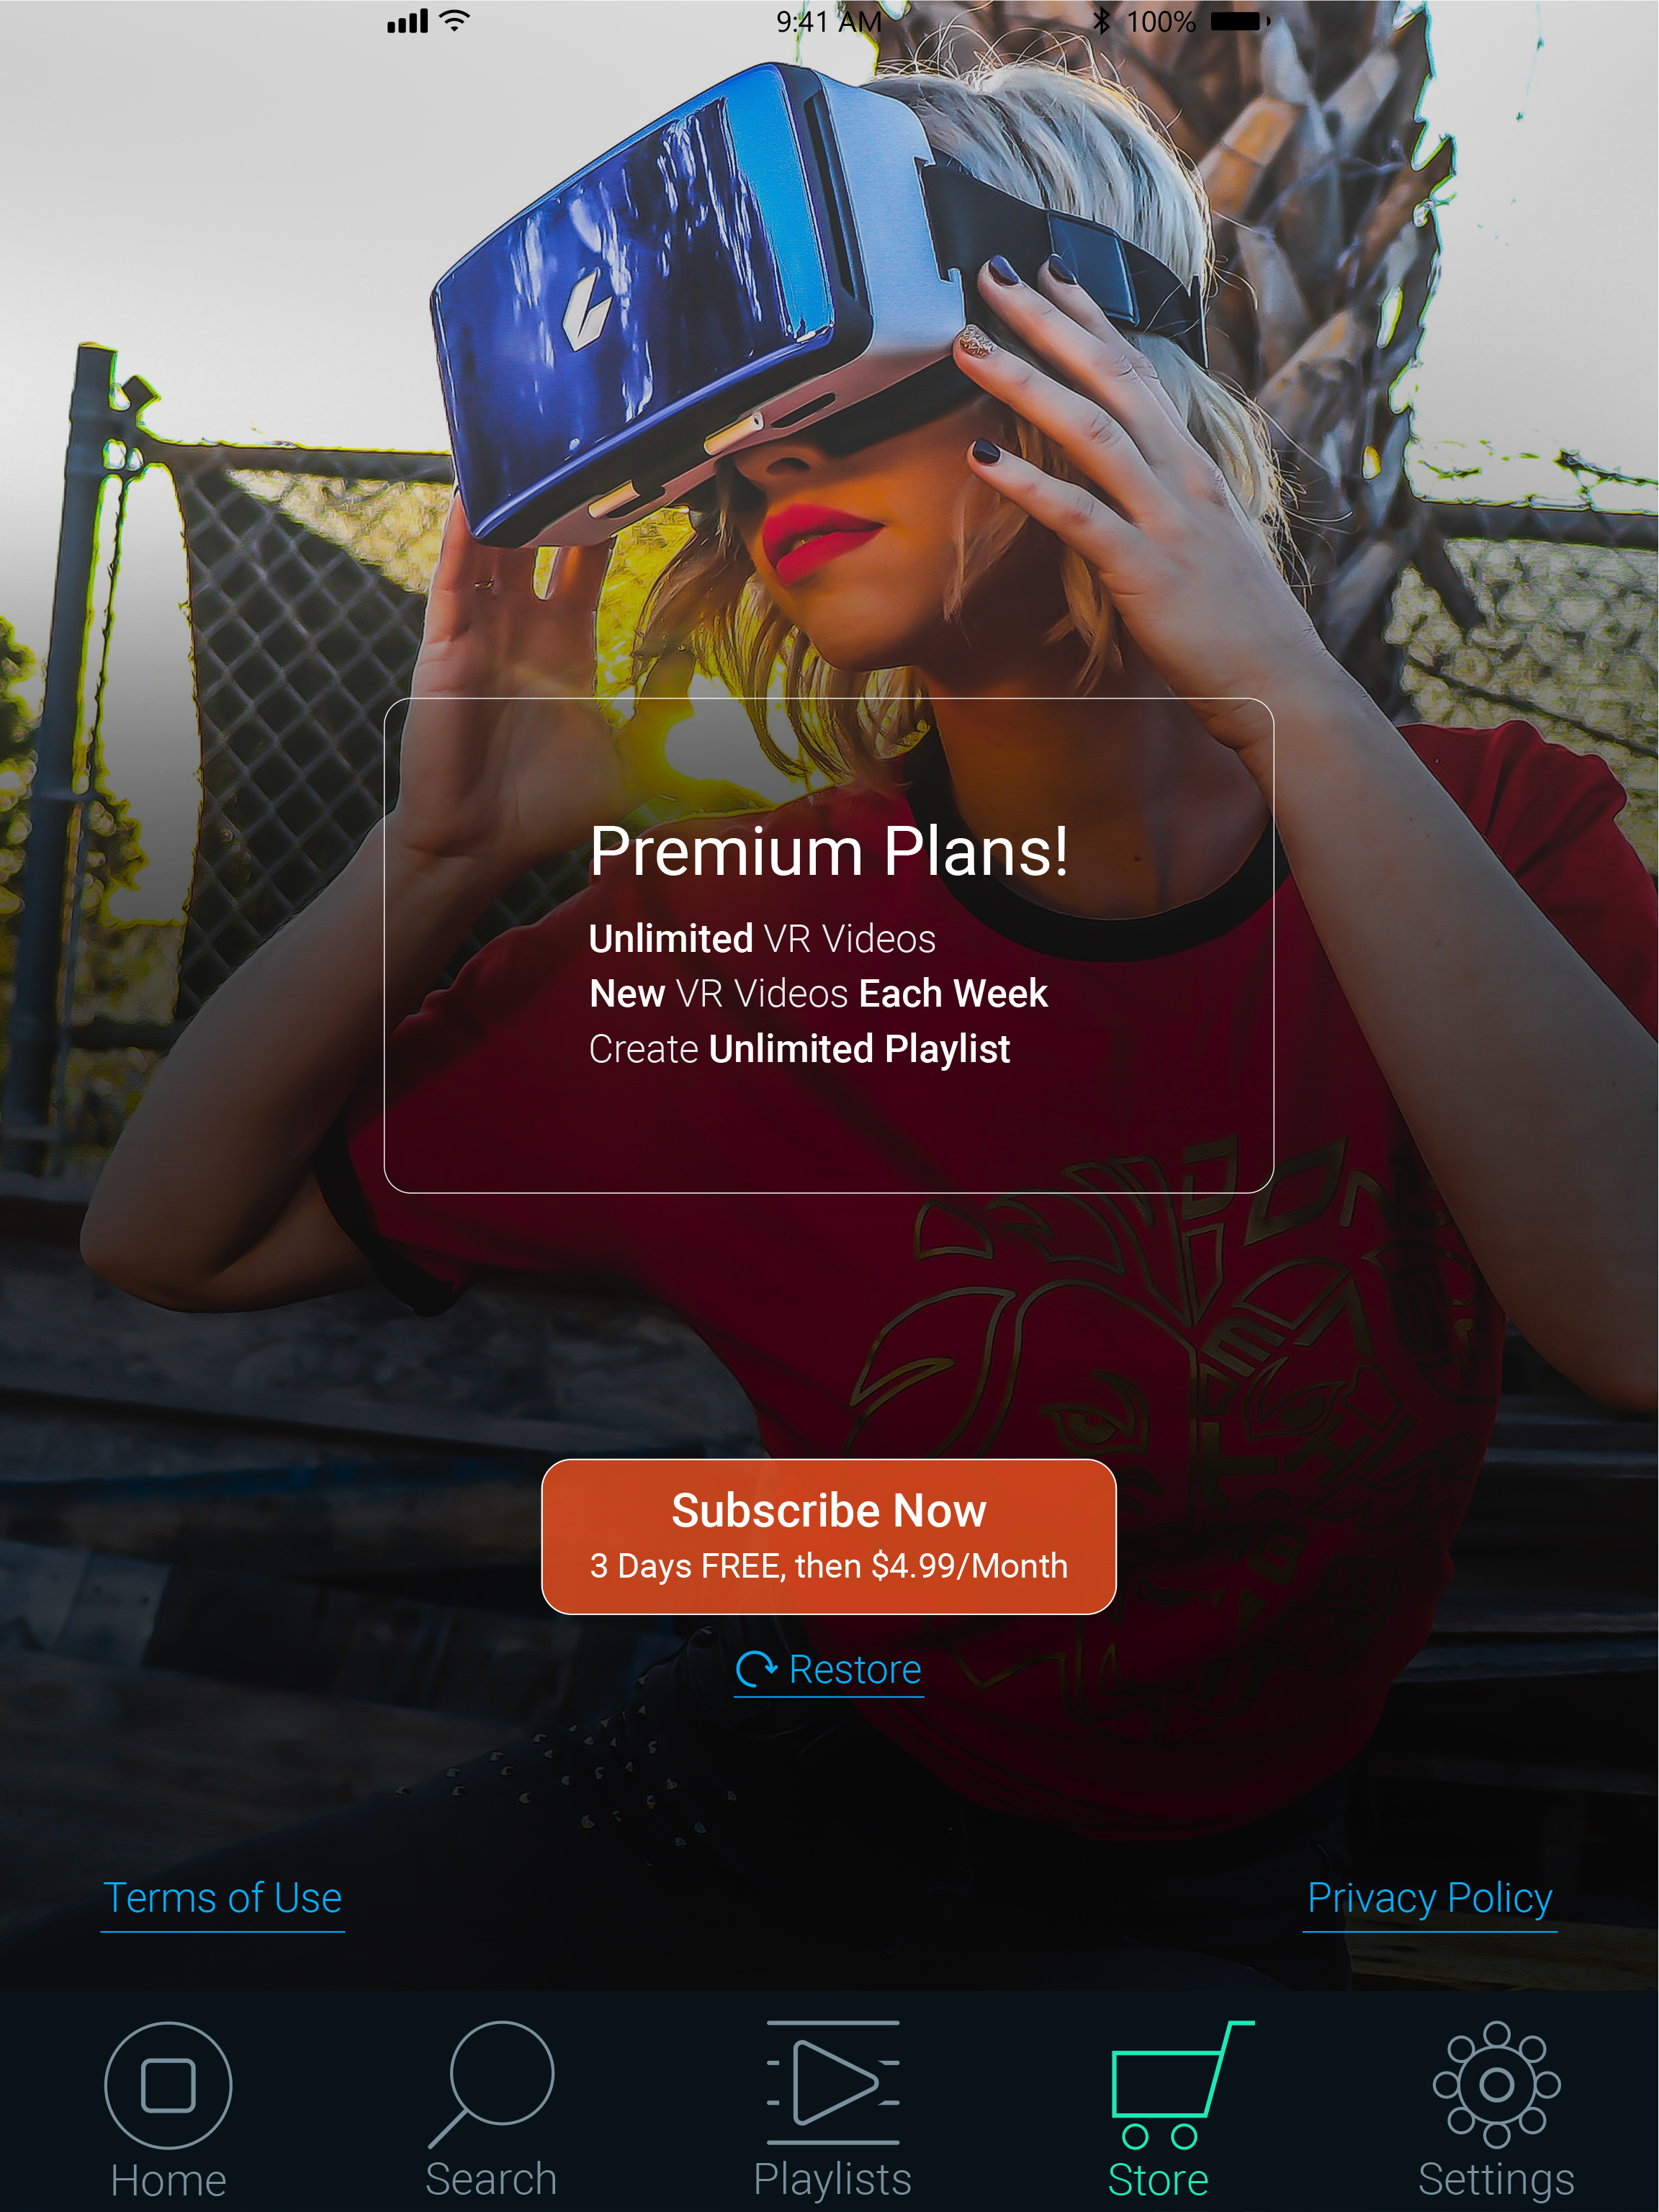 9:41 AM
100%
Premium Plans!
Unlimited VR Videos
New VR Videos Each Week
Create Unlimited Playlist
Subscribe Now
3 Days FREE, then $4.99/Month
Restore
Terms of Use
Privacy Policy
Home
Search
Playlists
Store
Settings